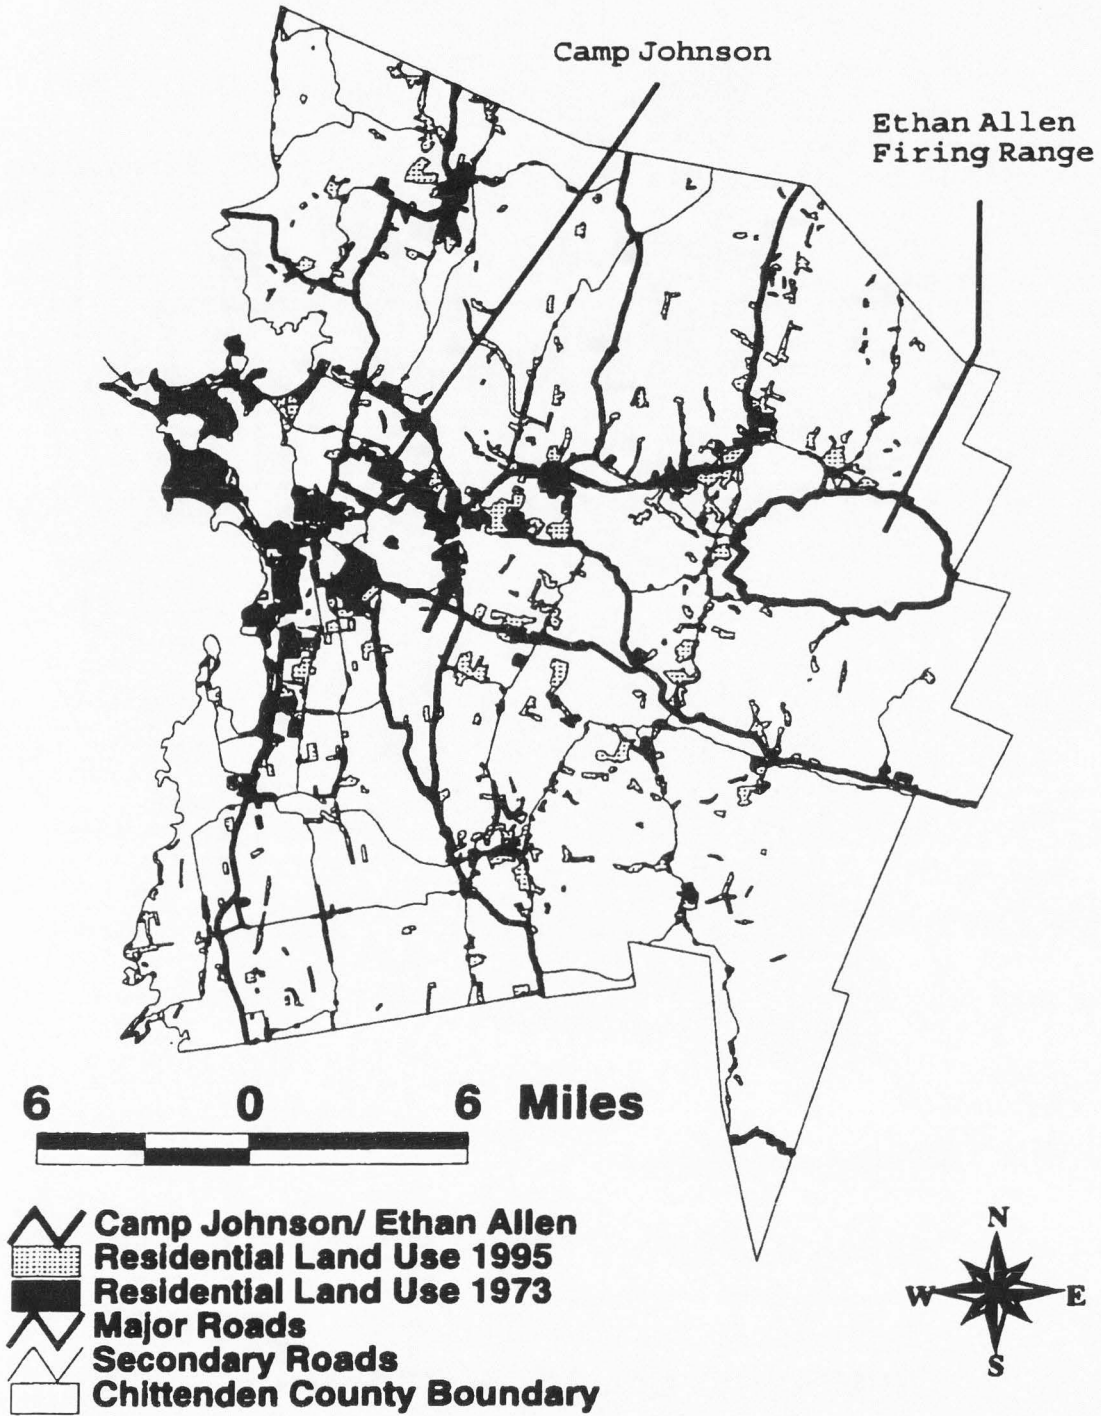 Camp Johnson
Ethan Allen
Firing Range
6 0 6 Miles
Camp Johnson/ Ethan Allen
Residential Land Use 1995
Residential Land Use 1973
Major Roads
Secondary Roads
Chittenden County Boundary
N
W E
S